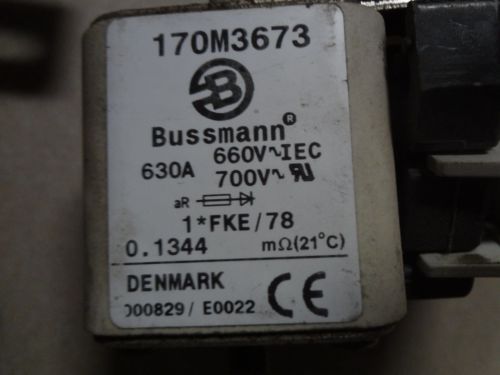 170M3673
B
Bussmann®
630A 660V~IEC
700V~
aR
1*FKE/78
0.1344 mΩ(21°C)
DENMARK
000829/ E0022 CE